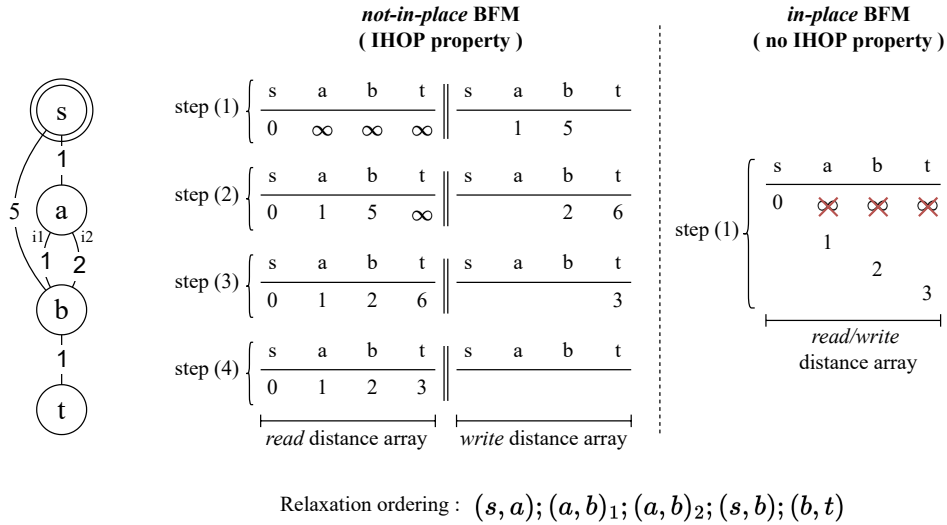 not-in-place BFM
( IHOP property )
in-place BFM
( no IHOP property )
s
1
a
5
i1 i2
1 2
b
1
t
step (1)
s a b t s a b t
0 ∞ ∞ ∞ 1 5
step (2)
s a b t s a b t
0 1 5 ∞ 2 6
step (3)
s a b t s a b t
0 1 2 6 3
step (4)
s a b t s a b t
0 1 2 3
read distance array write distance array
step (1)
s a b t
0 ∞ ∞ ∞
1
2
3
read/write
distance array
Relaxation ordering : (s, a); (a, b)₁; (a, b)₂; (s, b); (b, t)